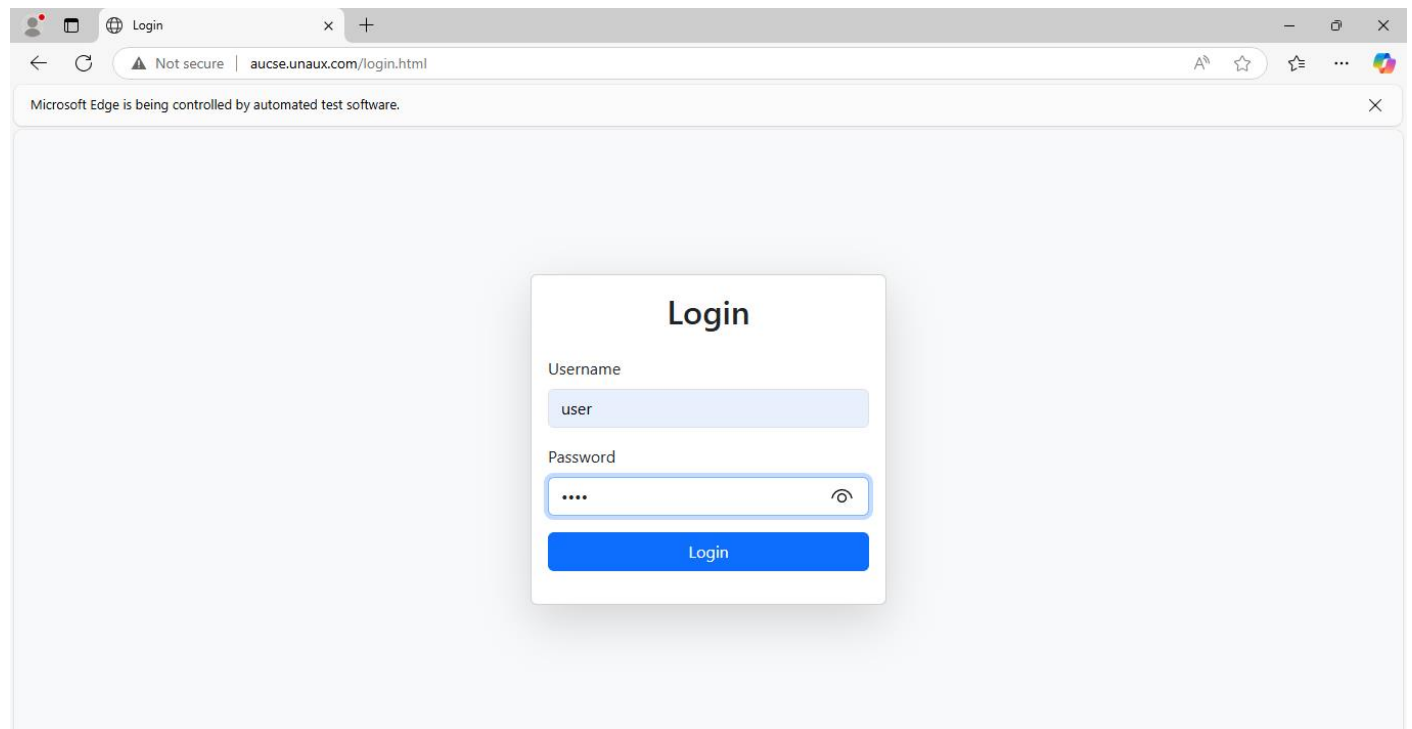 Login
Not secure aucse.unaux.com/login.html
Microsoft Edge is being controlled by automated test software.
Login
Username
user
Password
••••
Login